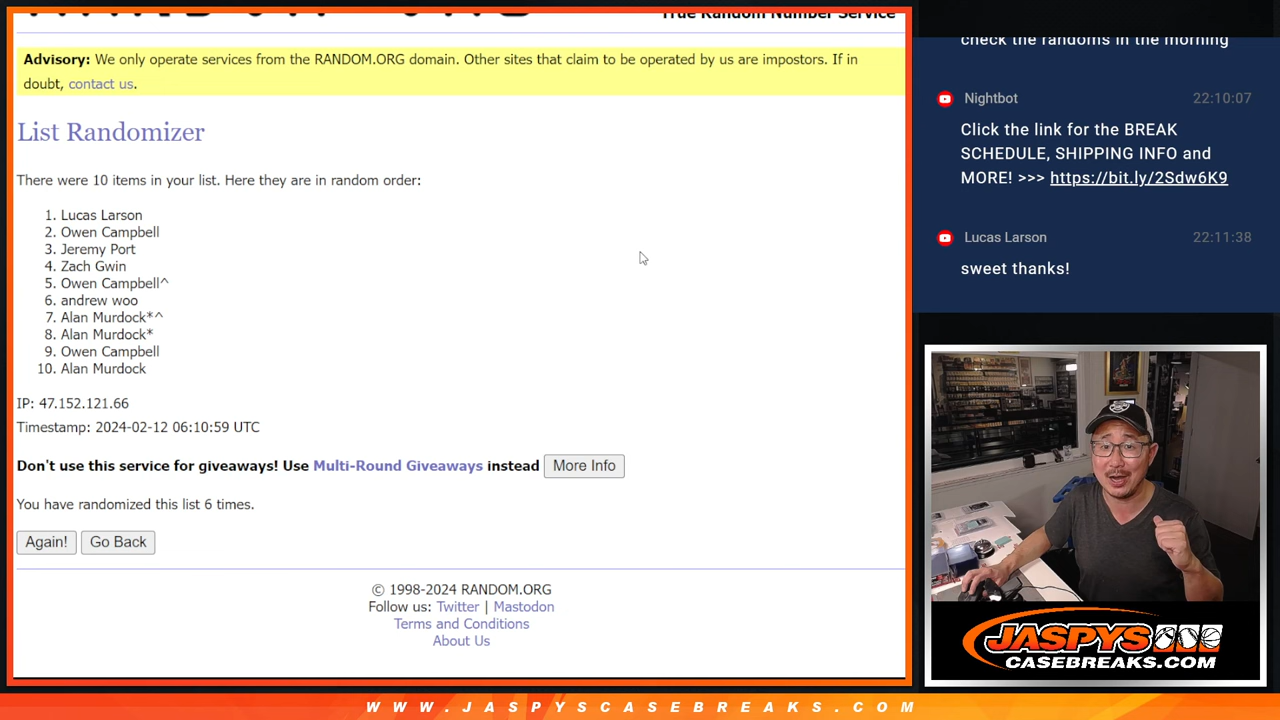 True Random Number Service
Advisory: We only operate services from the RANDOM.ORG domain. Other sites that claim to be operated by us are impostors. If in
doubt, contact us.
List Randomizer
There were 10 items in your list. Here they are in random order:
1. Lucas Larson
2. Owen Campbell
3. Jeremy Port
4. Zach Gwin
5. Owen Campbell^
6. andrew woo
7. Alan Murdock*^
8. Alan Murdock*
9. Owen Campbell
10. Alan Murdock
IP: 47.152.121.66
Timestamp: 2024-02-12 06:10:59 UTC
Don't use this service for giveaways! Use Multi-Round Giveaways instead More Info
You have randomized this list 6 times.
Again! Go Back
© 1998-2024 RANDOM.ORG
Follow us: Twitter | Mastodon
Terms and Conditions
About Us
check the randoms in the morning
Nightbot 22:10:07
Click the link for the BREAK
SCHEDULE, SHIPPING INFO and
MORE! >>> https://bit.ly/2Sdw6K9
Lucas Larson 22:11:38
sweet thanks!
JASPYS
CASEBREAKS.COM
WWW.JASPYSCASEBREAKS.COM